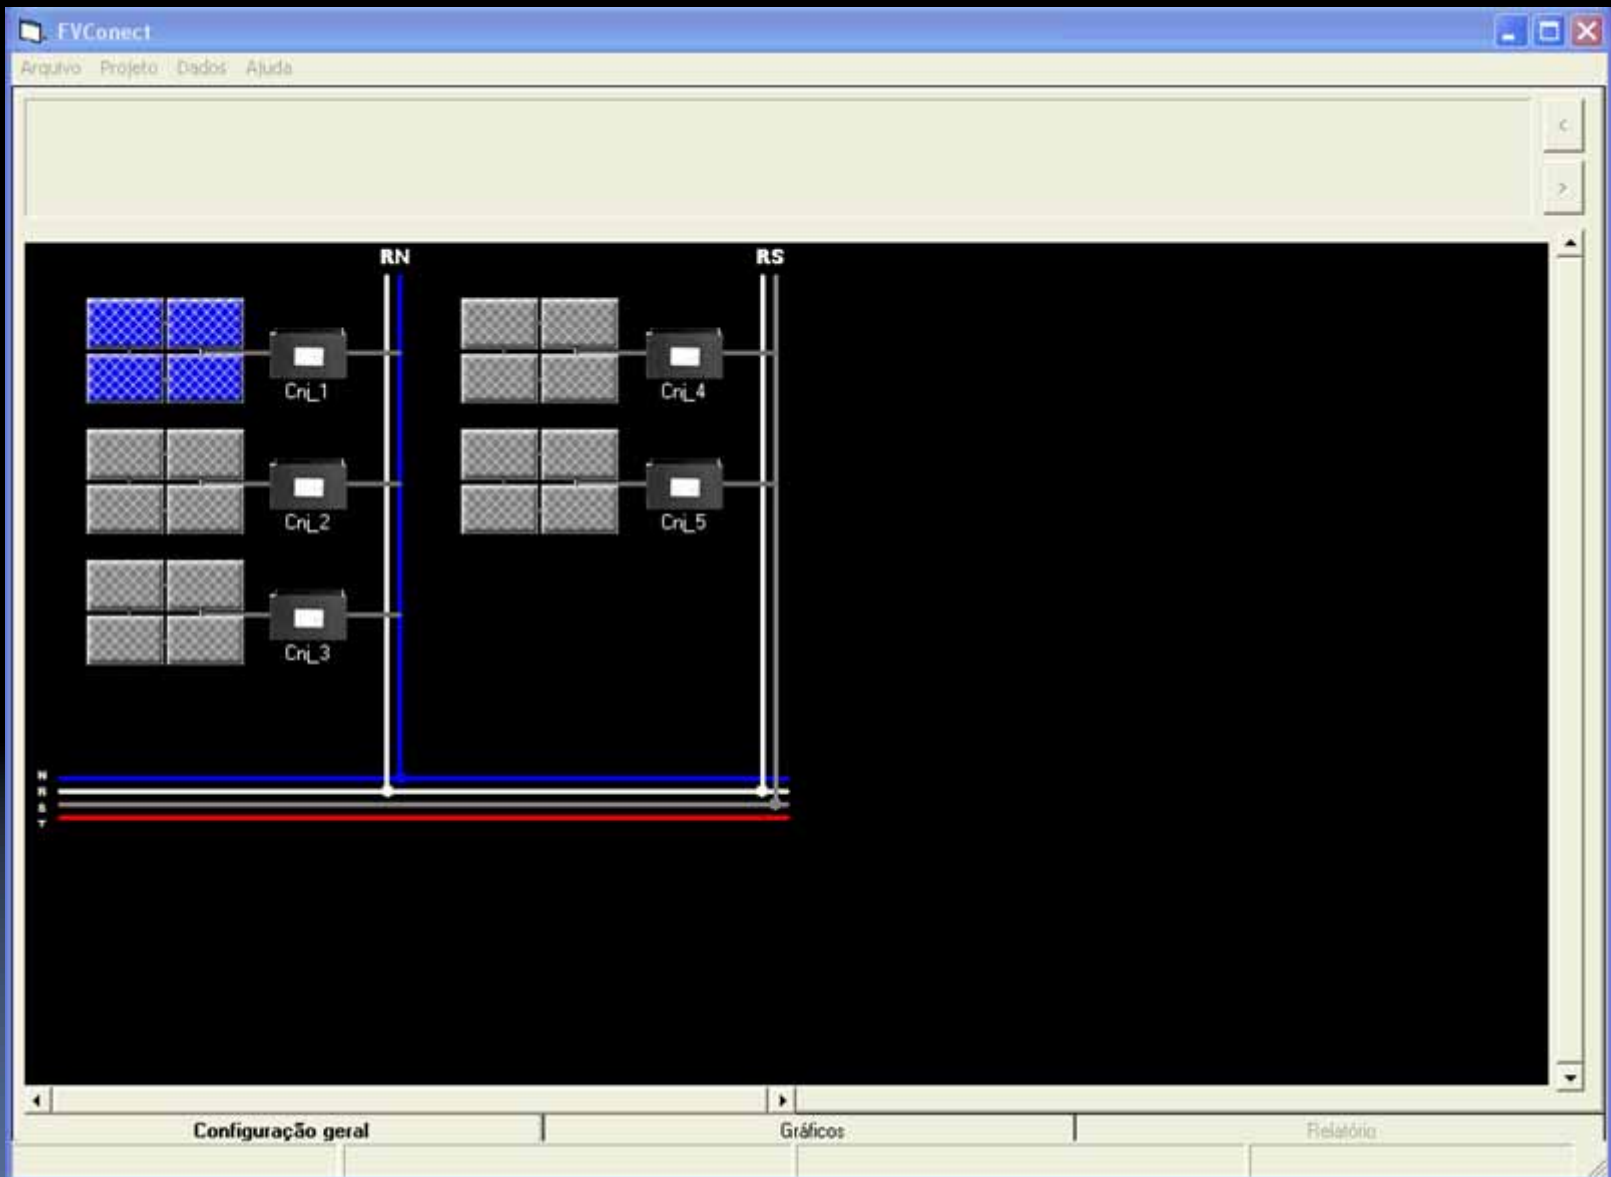 FVConect
Arquivo Projeto Dados Ajuda
<
>
RN RS
Cnj_1 Cnj_4
Cnj_2 Cnj_5
Cnj_3
N
R
S
T
Configuração geral Gráficos Relatório